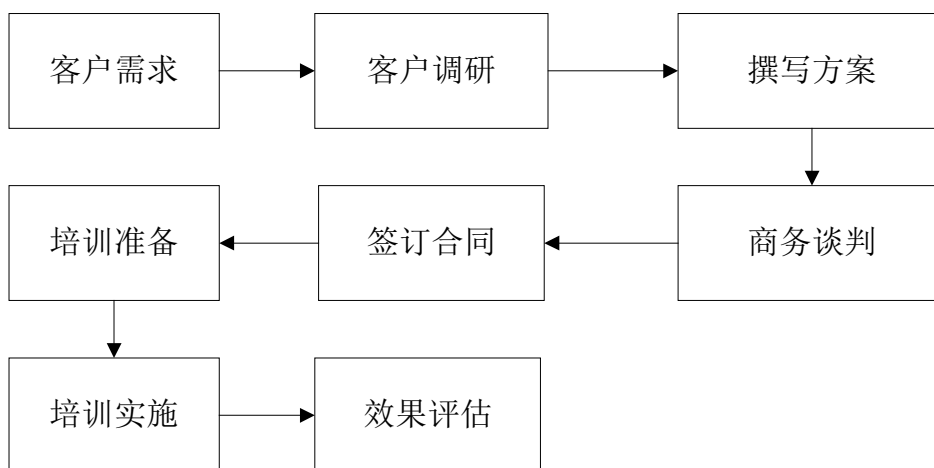 客户需求
客户调研
撰写方案
商务谈判
签订合同
培训准备
培训实施
效果评估